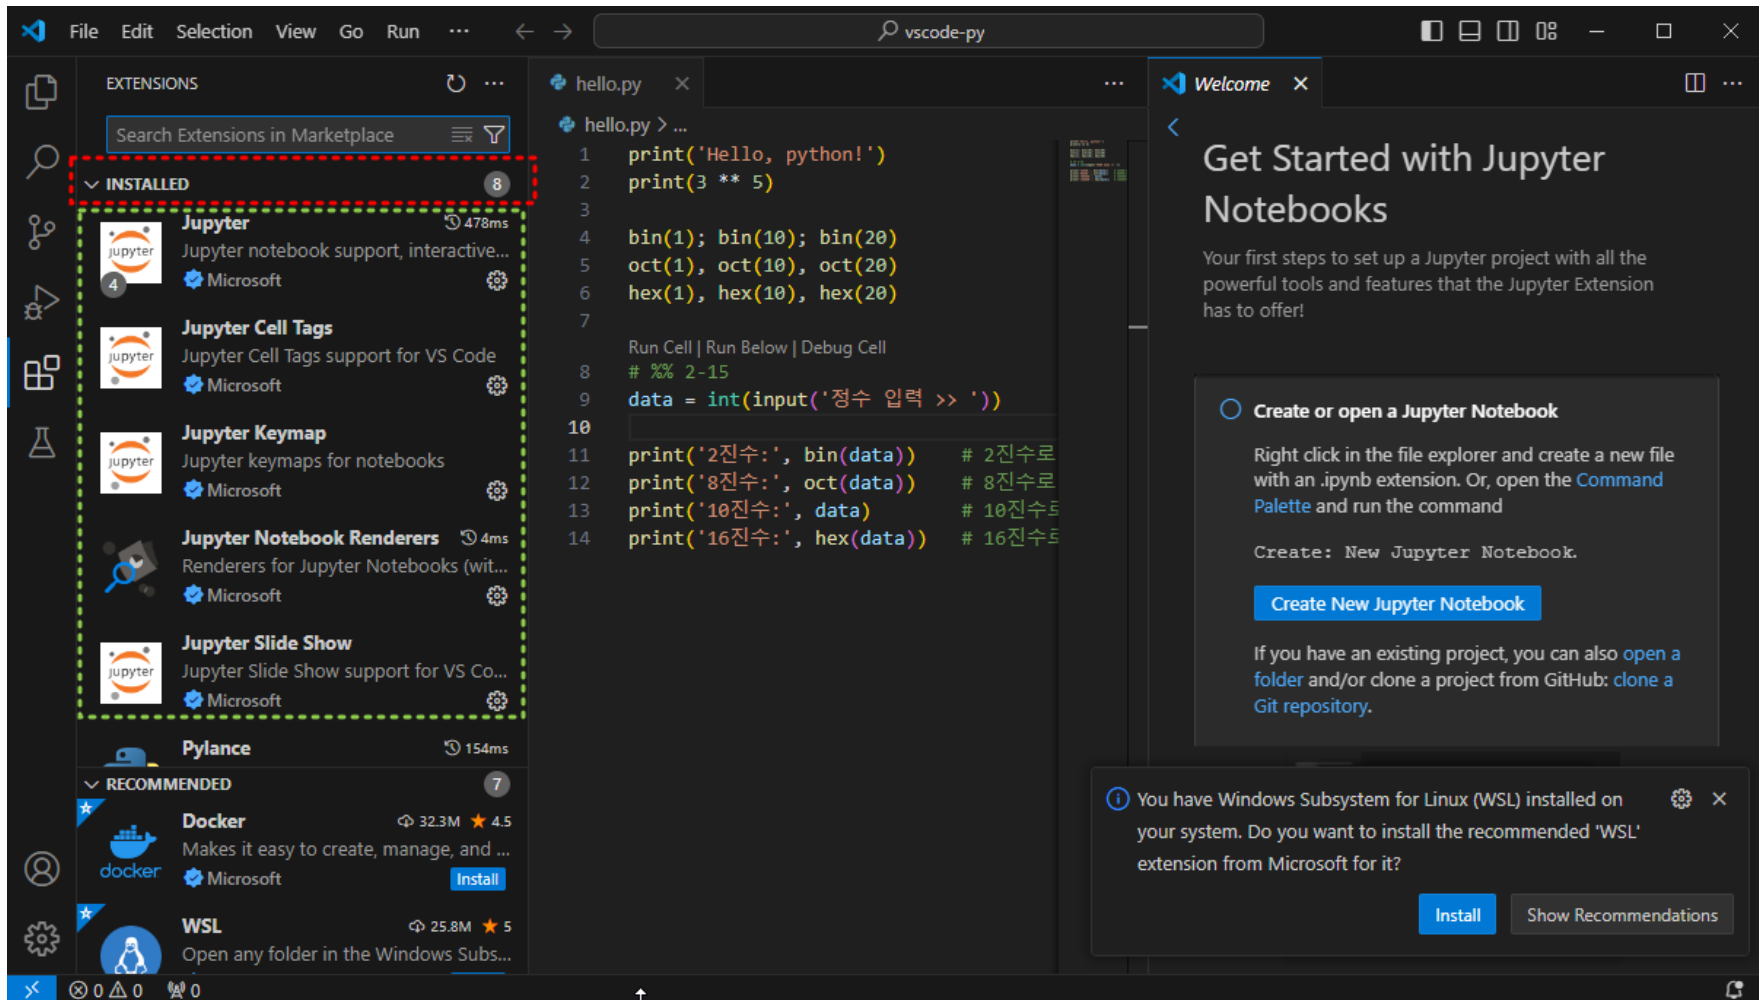 File Edit Selection View Go Run ··· vscode-py
EXTENSIONS
Search Extensions in Marketplace
INSTALLED 8
Jupyter 478ms
Jupyter notebook support, interactive...
Microsoft
4
Jupyter Cell Tags
Jupyter Cell Tags support for VS Code
Microsoft
Jupyter Keymap
Jupyter keymaps for notebooks
Microsoft
Jupyter Notebook Renderers 4ms
Renderers for Jupyter Notebooks (wit...
Microsoft
Jupyter Slide Show
Jupyter Slide Show support for VS Co...
Microsoft
Pylance 154ms
RECOMMENDED 7
Docker 32.3M ★ 4.5
Makes it easy to create, manage, and ...
docker
Microsoft Install
WSL 25.8M ★ 5
Open any folder in the Windows Subs...
hello.py
hello.py > ...
1 print('Hello, python!')
2 print(3 ** 5)
3
4 bin(1); bin(10); bin(20)
5 oct(1), oct(10), oct(20)
6 hex(1), hex(10), hex(20)
7
Run Cell | Run Below | Debug Cell
8 # %% 2-15
9 data = int(input('정수 입력 >> '))
10
11 print('2진수:', bin(data)) # 2진수로
12 print('8진수:', oct(data)) # 8진수로
13 print('10진수:', data) # 10진수로
14 print('16진수:', hex(data)) # 16진수로
Welcome
Get Started with Jupyter
Notebooks
Your first steps to set up a Jupyter project with all the
powerful tools and features that the Jupyter Extension
has to offer!
Create or open a Jupyter Notebook
Right click in the file explorer and create a new file
with an .ipynb extension. Or, open the Command
Palette and run the command
Create: New Jupyter Notebook.
Create New Jupyter Notebook
If you have an existing project, you can also open a
folder and/or clone a project from GitHub: clone a
Git repository.
You have Windows Subsystem for Linux (WSL) installed on
your system. Do you want to install the recommended 'WSL'
extension from Microsoft for it?
Install Show Recommendations
0 0 0